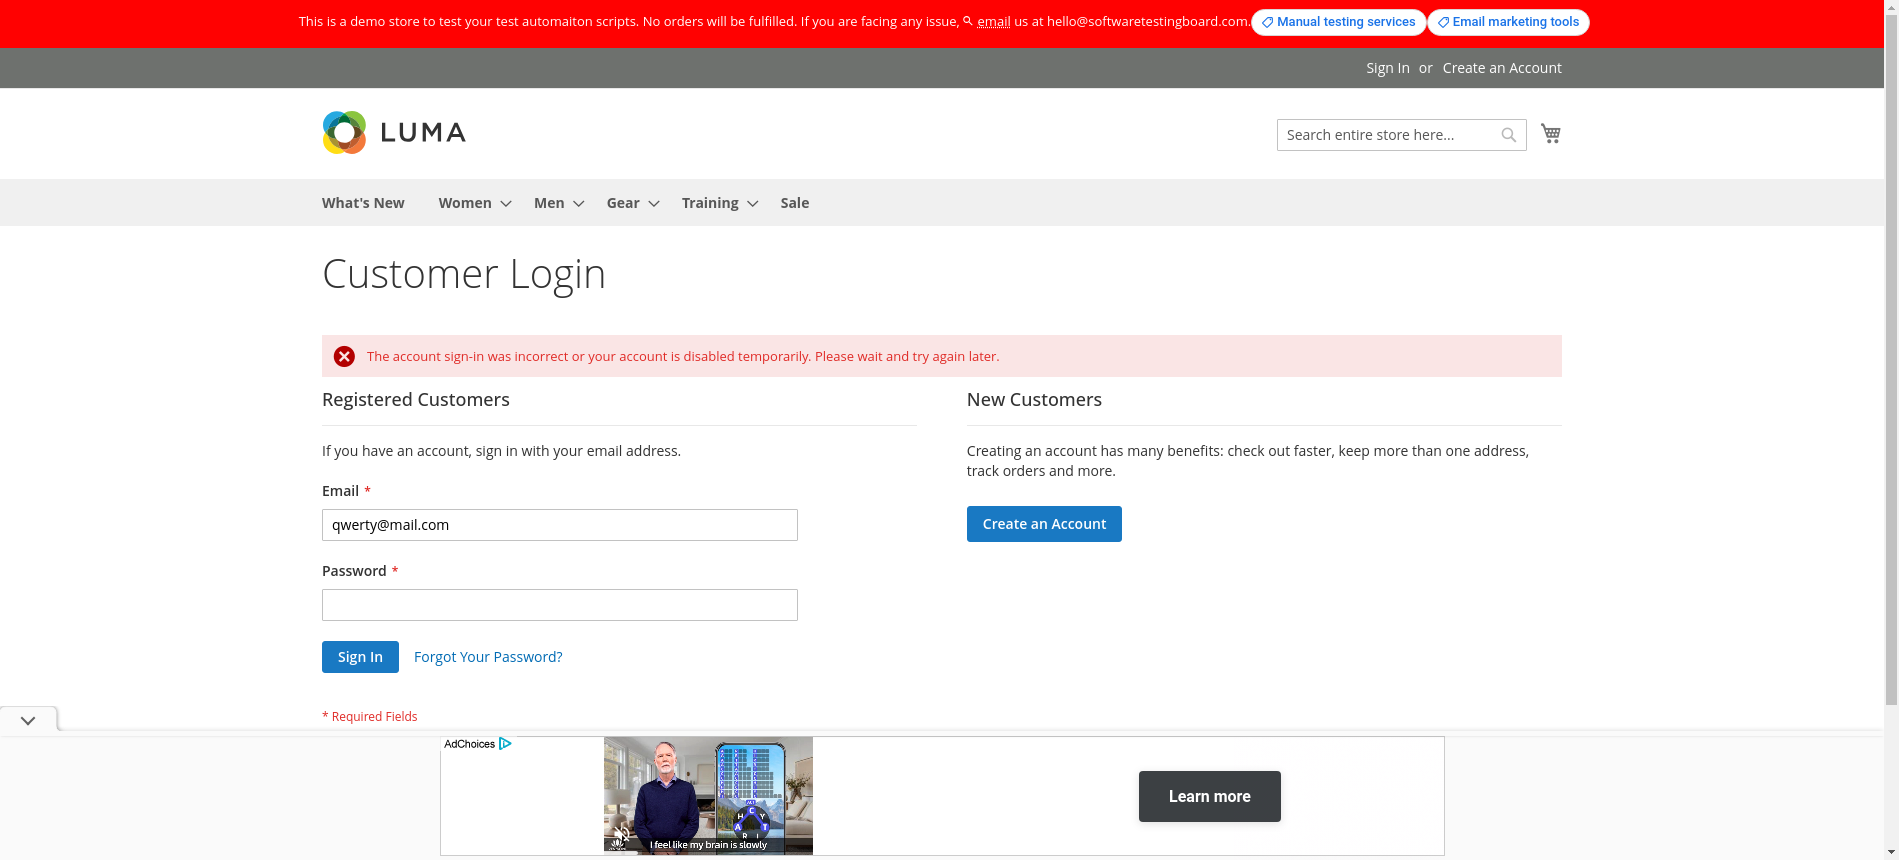 This is a demo store to test your test automaiton scripts. No orders will be fulfilled. If you are facing any issue, email us at hello@softwaretestingboard.com. Manual testing services Email marketing tools
Sign In or Create an Account
LUMA
Search entire store here...
What's New Women Men Gear Training Sale
Customer Login
The account sign-in was incorrect or your account is disabled temporarily. Please wait and try again later.
Registered Customers
If you have an account, sign in with your email address.
Email *
qwerty@mail.com
Password *
Sign In Forgot Your Password?
* Required Fields
New Customers
Creating an account has many benefits: check out faster, keep more than one address,
track orders and more.
Create an Account
AdChoices
I feel like my brain is slowly
Learn more